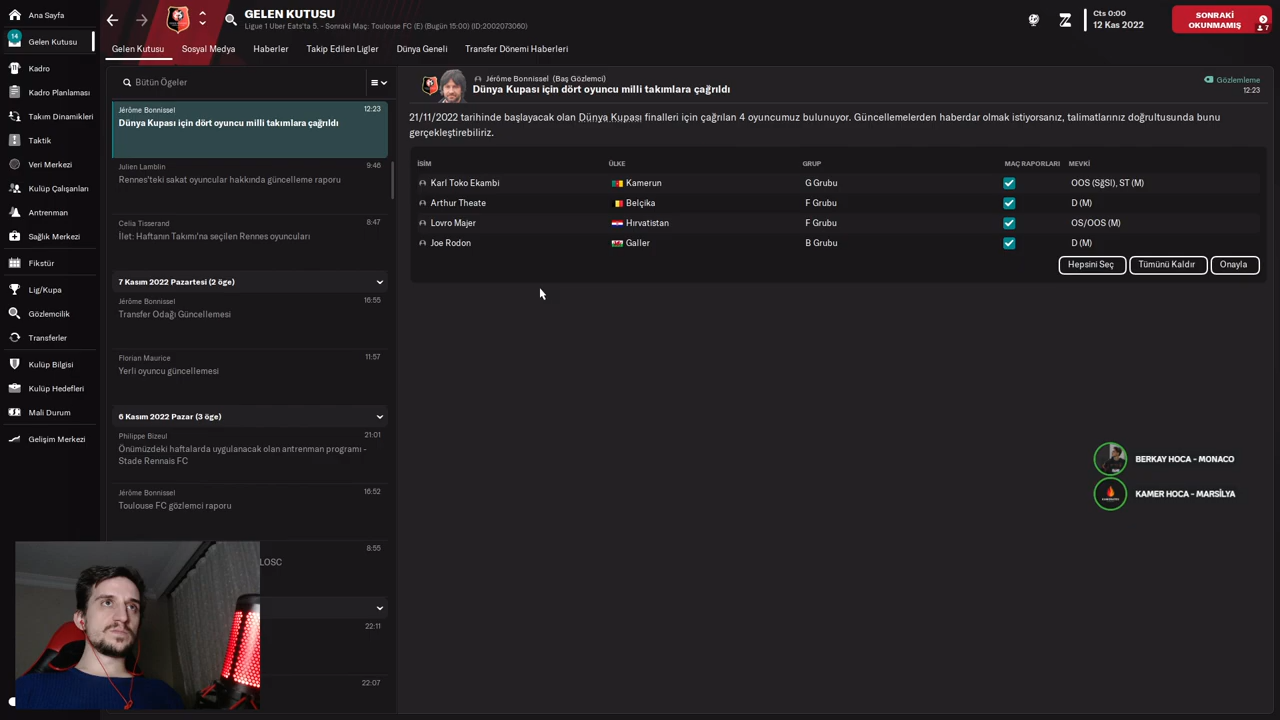 Ana Sayfa
14
Gelen Kutusu
Kadro
Kadro Planlaması
Takım Dinamikleri
Taktik
Veri Merkezi
Kulüp Çalışanları
Antrenman
Sağlık Merkezi
Fikstür
Lig/Kupa
Gözlemcilik
Transferler
Kulüp Bilgisi
Kulüp Hedefleri
Mali Durum
Gelişim Merkezi
GELEN KUTUSU
Ligue 1 Uber Eats'ta 5. - Sonraki Maç: Toulouse FC (E) (Bugün 15:00) (ID:2002073060)
Cts 0:00
12 Kas 2022
SONRAKİ
OKUNMAMIŞ
7
Gelen Kutusu Sosyal Medya Haberler Takip Edilen Ligler Dünya Geneli Transfer Dönemi Haberleri
Bütün Ögeler
Jérôme Bonnissel 12:23
Dünya Kupası için dört oyuncu milli takımlara çağrıldı
Julien Lamblin 9:46
Rennes'teki sakat oyuncular hakkında güncelleme raporu
Celia Tisserand 8:47
İlet: Haftanın Takımı'na seçilen Rennes oyuncuları
7 Kasım 2022 Pazartesi (2 öge)
Jérôme Bonnissel 16:55
Transfer Odağı Güncellemesi
Florian Maurice 11:57
Yerli oyuncu güncellemesi
6 Kasım 2022 Pazar (3 öge)
Philippe Bizeul 21:01
Önümüzdeki haftalarda uygulanacak olan antrenman programı -
Stade Rennais FC
Jérôme Bonnissel 16:52
Toulouse FC gözlemci raporu
8:55
LOSC
22:11
22:07
Jérôme Bonnissel (Baş Gözlemci)
Dünya Kupası için dört oyuncu milli takımlara çağrıldı
Gözlemleme
12:23
21/11/2022 tarihinde başlayacak olan Dünya Kupası finalleri için çağrılan 4 oyuncumuz bulunuyor. Güncellemelerden haberdar olmak istiyorsanız, talimatlarınız doğrultusunda bunu
gerçekleştirebiliriz.
İSİM ÜLKE GRUP MAÇ RAPORLARI MEVKİ
Karl Toko Ekambi Kamerun G Grubu OOS (SğSl), ST (M)
Arthur Theate Belçika F Grubu D (M)
Lovro Majer Hırvatistan F Grubu OS/OOS (M)
Joe Rodon Galler B Grubu D (M)
Hepsini Seç Tümünü Kaldır Onayla
BERKAY HOCA - MONACO
KAMER HOCA - MARSİLYA